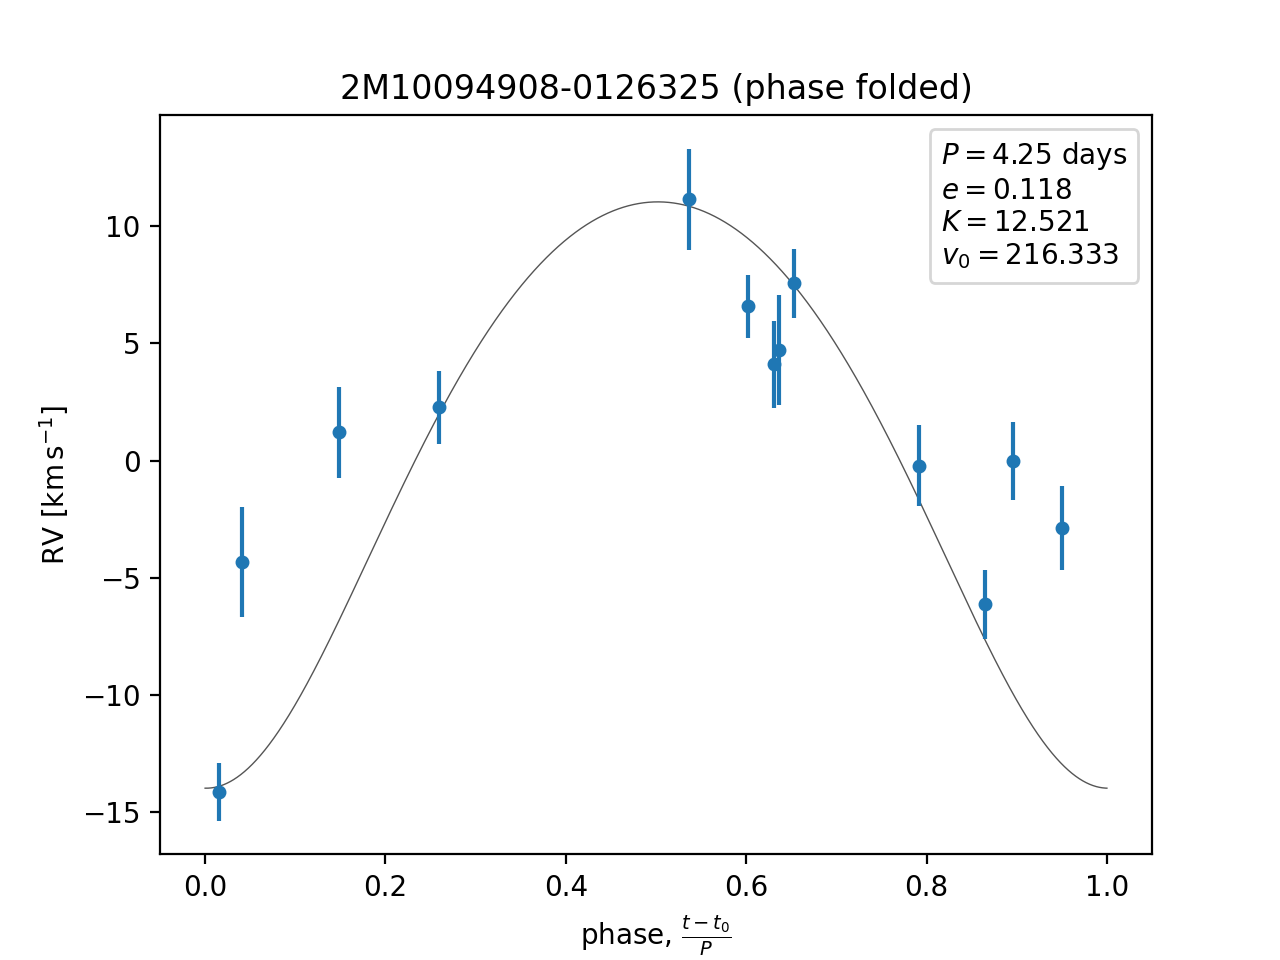 2M10094908-0126325 (phase folded)
P = 4.25 days
e = 0.118
K = 12.521
v₀ = 216.333
10
5
0
−5
−10
−15
RV [km s⁻¹]
0.0 0.2 0.4 0.6 0.8 1.0
phase, (t − t₀)/P